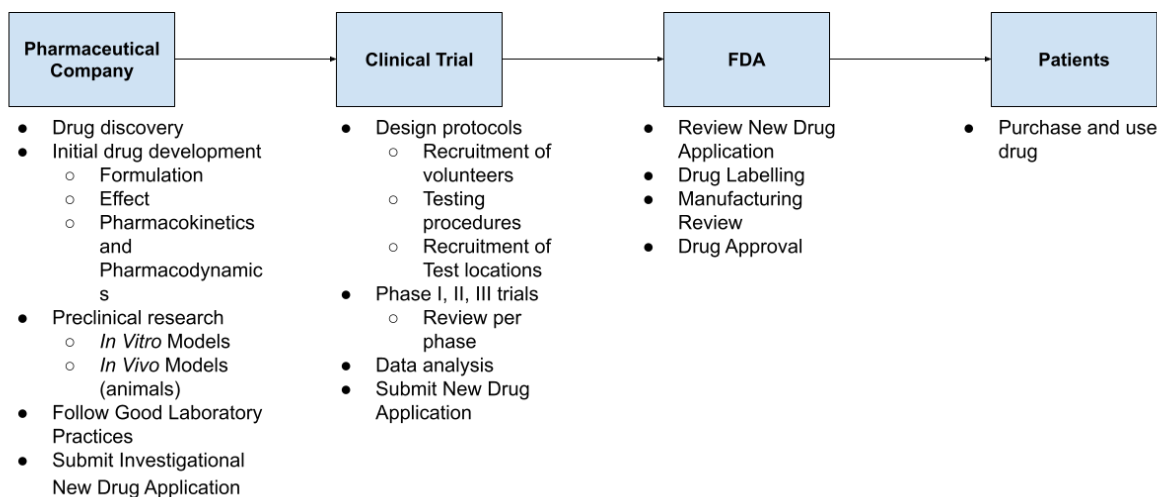 Pharmaceutical
Company
● Drug discovery
● Initial drug development
○ Formulation
○ Effect
○ Pharmacokinetics
and
Pharmacodynamic
s
● Preclinical research
○ In Vitro Models
○ In Vivo Models
(animals)
● Follow Good Laboratory
Practices
● Submit Investigational
New Drug Application
Clinical Trial
● Design protocols
○ Recruitment of
volunteers
○ Testing
procedures
○ Recruitment of
Test locations
● Phase I, II, III trials
○ Review per
phase
● Data analysis
● Submit New Drug
Application
FDA
● Review New Drug
Application
● Drug Labelling
● Manufacturing
Review
● Drug Approval
Patients
● Purchase and use
drug